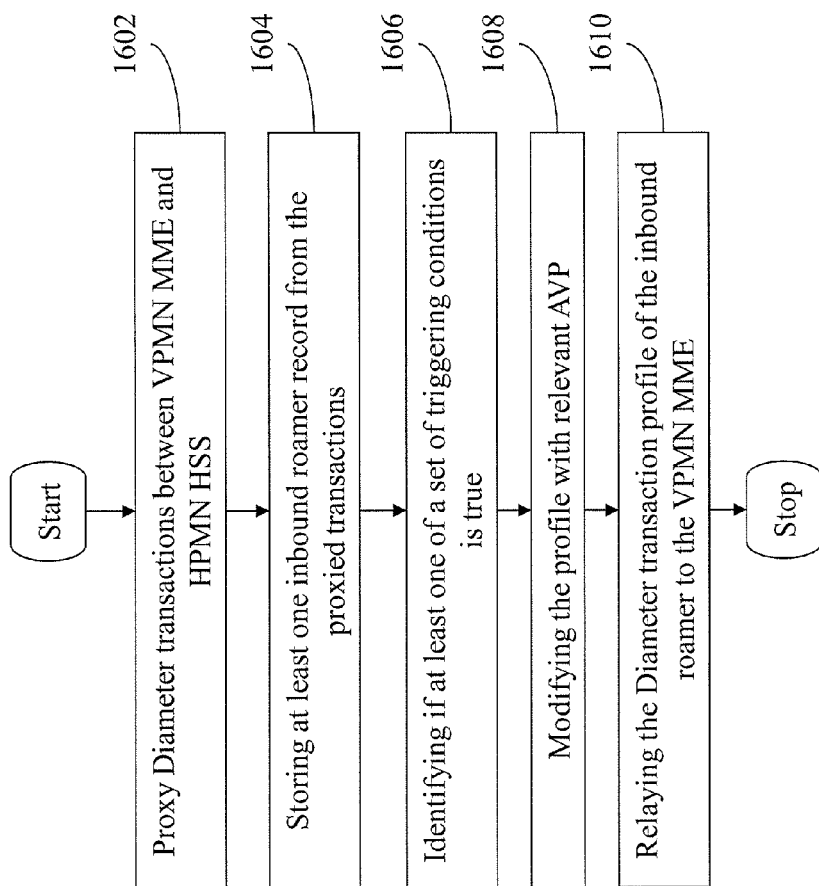 Start
Proxy Diameter transactions between VPMN MME and
HPMN HSS
1602
Storing at least one inbound roamer record from the
proxied transactions
1604
Identifying if at least one of a set of triggering conditions
is true
1606
Modifying the profile with relevant AVP
1608
Relaying the Diameter transaction profile of the inbound
roamer to the VPMN MME
1610
Stop